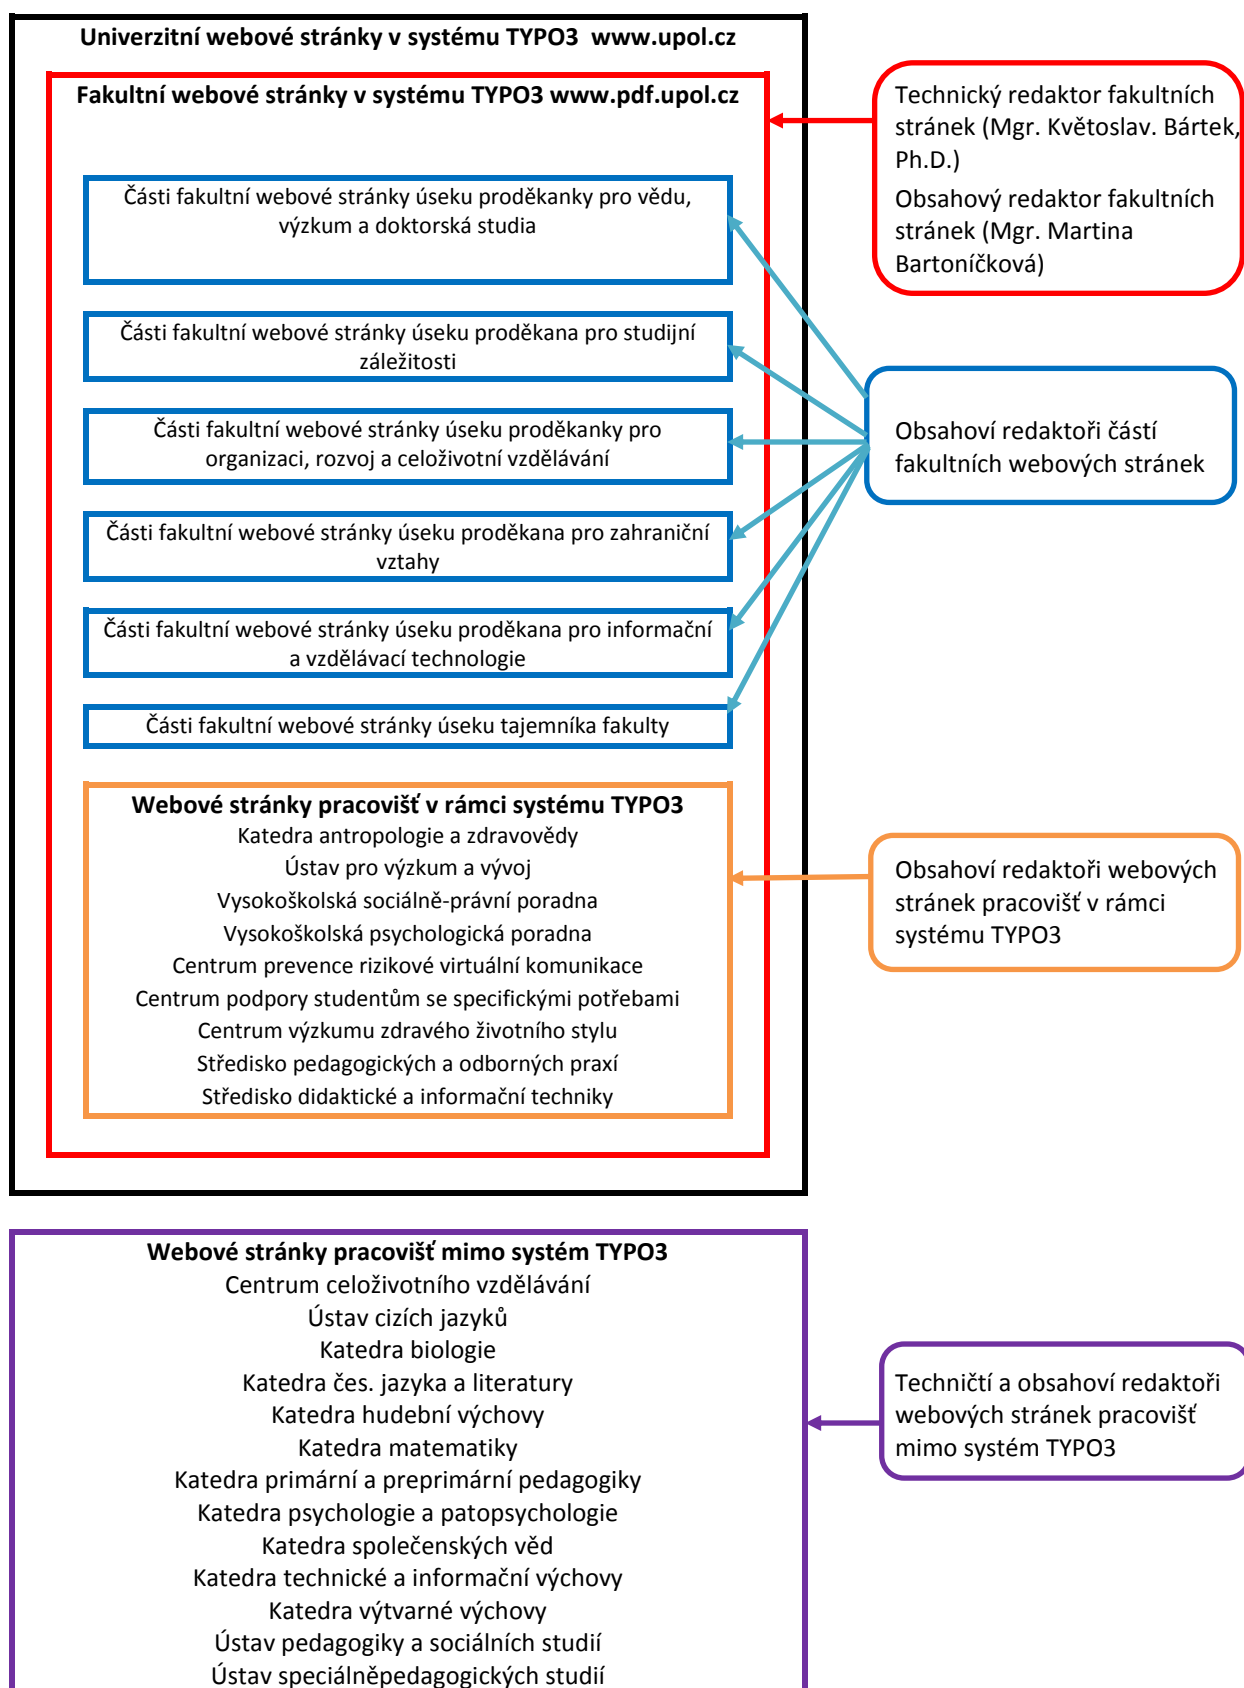 Univerzitní webové stránky v systému TYPO3  www.upol.cz
Fakultní webové stránky v systému TYPO3 www.pdf.upol.cz
Části fakultní webové stránky úseku proděkanky pro vědu,
výzkum a doktorská studia
Části fakultní webové stránky úseku proděkana pro studijní
záležitosti
Části fakultní webové stránky úseku proděkanky pro
organizaci, rozvoj a celoživotní vzdělávání
Části fakultní webové stránky úseku proděkana pro zahraniční
vztahy
Části fakultní webové stránky úseku proděkana pro informační
a vzdělávací technologie
Části fakultní webové stránky úseku tajemníka fakulty
Webové stránky pracovišť v rámci systému TYPO3
Katedra antropologie a zdravovědy
Ústav pro výzkum a vývoj
Vysokoškolská sociálně-právní poradna
Vysokoškolská psychologická poradna
Centrum prevence rizikové virtuální komunikace
Centrum podpory studentům se specifickými potřebami
Centrum výzkumu zdravého životního stylu
Středisko pedagogických a odborných praxí
Středisko didaktické a informační techniky
Technický redaktor fakultních
stránek (Mgr. Květoslav. Bártek,
Ph.D.)
Obsahový redaktor fakultních
stránek (Mgr. Martina
Bartoníčková)
Obsahoví redaktoři částí
fakultních webových stránek
Obsahoví redaktoři webových
stránek pracovišť v rámci
systému TYPO3
Webové stránky pracovišť mimo systém TYPO3
Centrum celoživotního vzdělávání
Ústav cizích jazyků
Katedra biologie
Katedra čes. jazyka a literatury
Katedra hudební výchovy
Katedra matematiky
Katedra primární a preprimární pedagogiky
Katedra psychologie a patopsychologie
Katedra společenských věd
Katedra technické a informační výchovy
Katedra výtvarné výchovy
Ústav pedagogiky a sociálních studií
Ústav speciálněpedagogických studií
Techničtí a obsahoví redaktoři
webových stránek pracovišť
mimo systém TYPO3